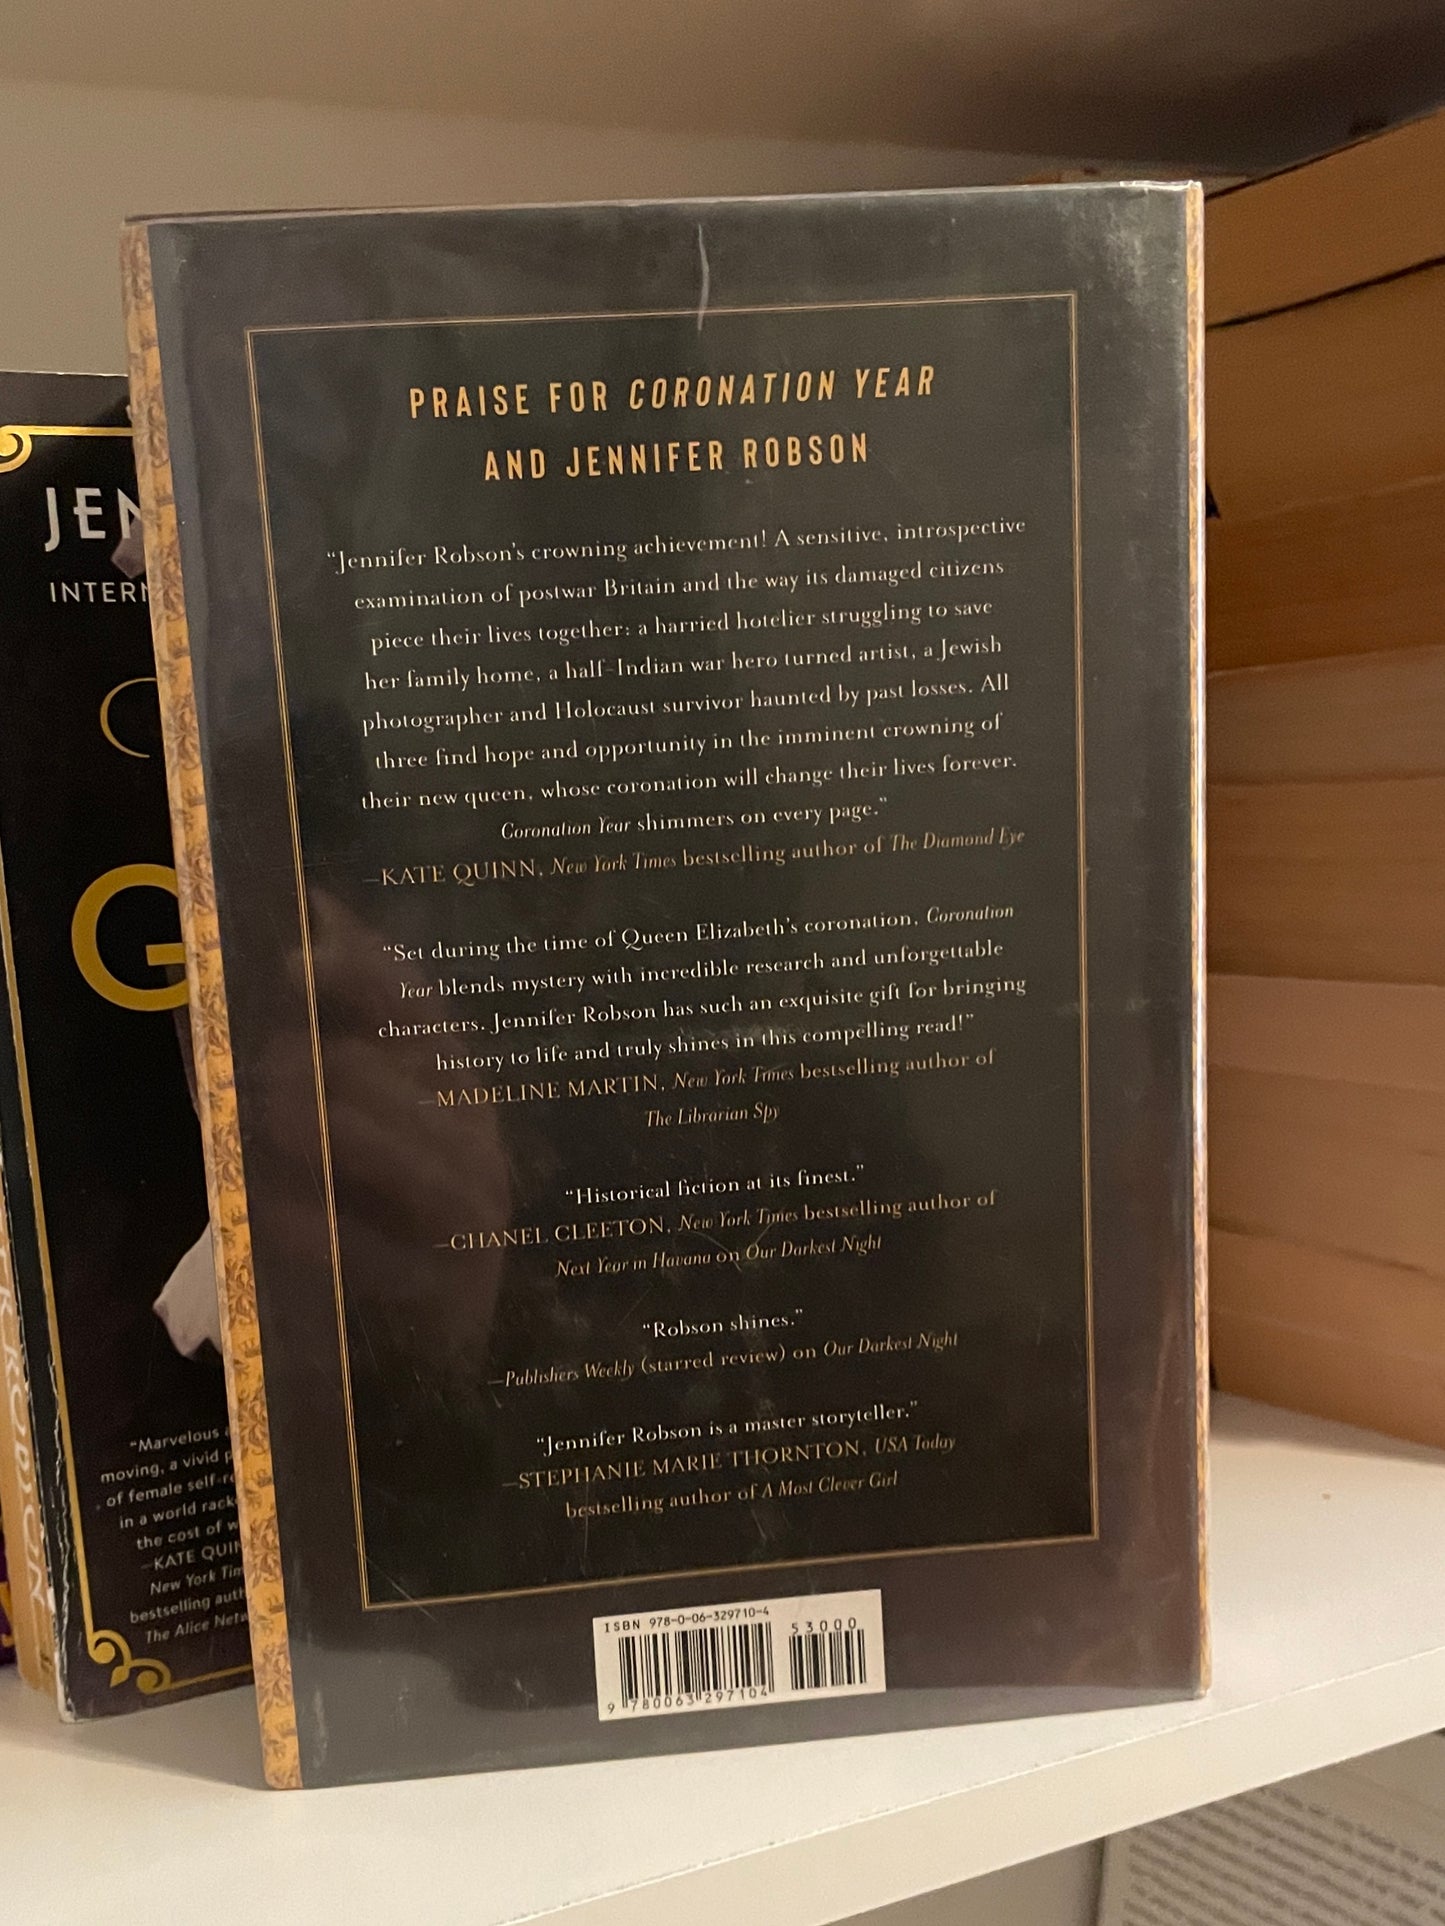 PRAISE FOR CORONATION YEAR
AND JENNIFER ROBSON
“Jennifer Robson’s crowning achievement! A sensitive, introspective
examination of postwar Britain and the way its damaged citizens
piece their lives together: a harried hotelier struggling to save
her family home, a half-Indian war hero turned artist, a Jewish
photographer and Holocaust survivor haunted by past losses. All
three find hope and opportunity in the imminent crowning of
their new queen, whose coronation will change their lives forever.
Coronation Year shimmers on every page.”
—KATE QUINN, New York Times bestselling author of The Diamond Eye
“Set during the time of Queen Elizabeth’s coronation, Coronation
Year blends mystery with incredible research and unforgettable
characters. Jennifer Robson has such an exquisite gift for bringing
history to life and truly shines in this compelling read!”
—MADELINE MARTIN, New York Times bestselling author of
The Librarian Spy
“Historical fiction at its finest.”
—CHANEL CLEETON, New York Times bestselling author of
Next Year in Havana on Our Darkest Night
“Robson shines.”
—Publishers Weekly (starred review) on Our Darkest Night
“Jennifer Robson is a master storyteller.”
—STEPHANIE MARIE THORNTON, USA Today
bestselling author of A Most Clever Girl
ISBN 978-0-06-329710-4
53000
9 780063 297104
JEN
INTERN
G
“Marvelous
moving, a vivid
of female self-re
in a world rack
the cost of w
—KATE QUIN
New York Tim
bestselling auth
The Alice Netw